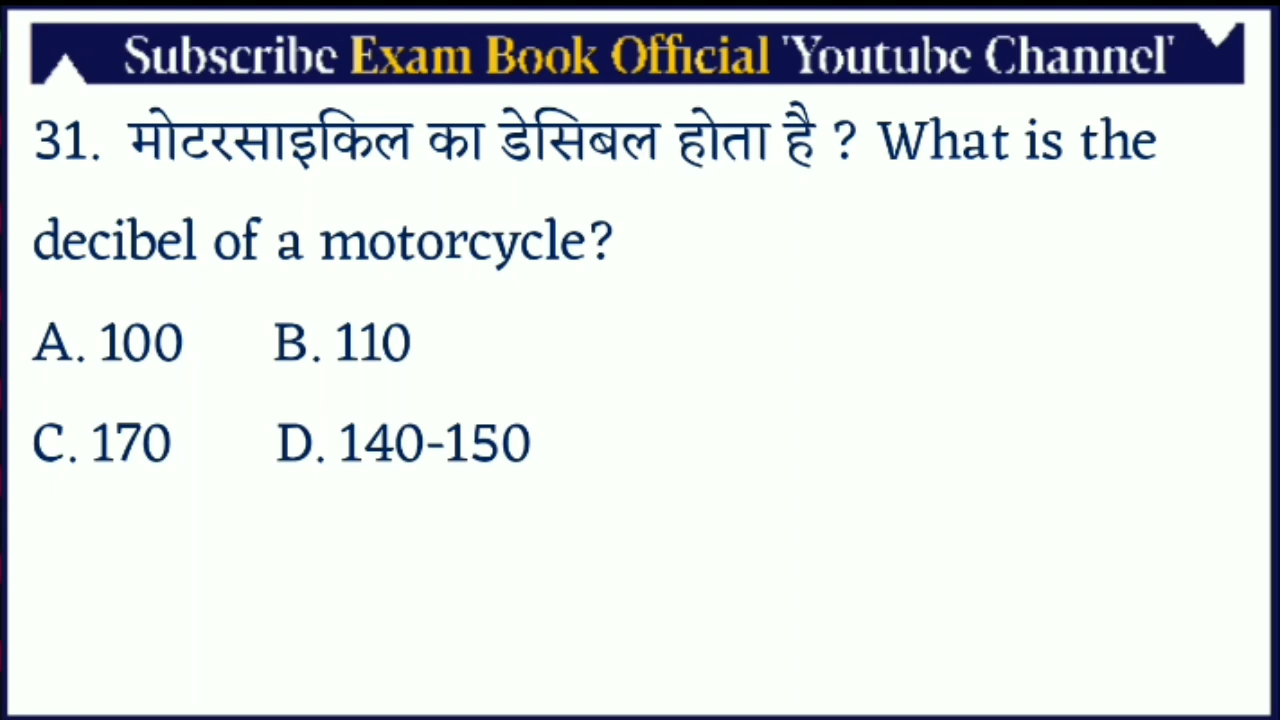 Subscribe Exam Book Official 'Youtube Channel'
31. मोटरसाइकिल का डेसिबल होता है ? What is the
decibel of a motorcycle?
A. 100 B. 110
C. 170 D. 140-150